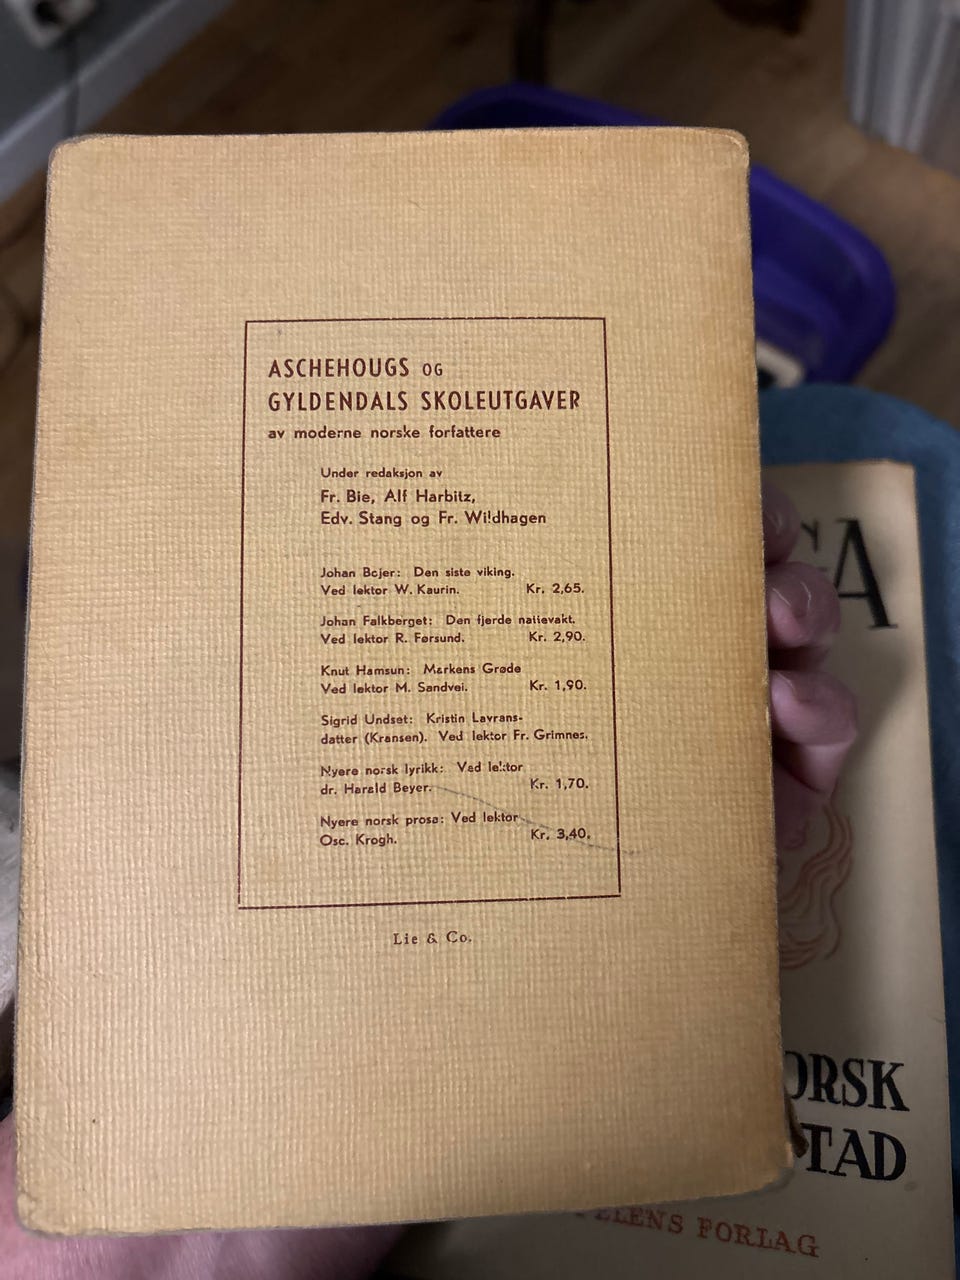 ASCHEHOUGS OG
GYLDENDALS SKOLEUTGAVER
av moderne norske forfattere
Under redaksjon av
Fr. Bie, Alf Harbitz,
Edv. Stang og Fr. Wildhagen
Johan Bojer: Den siste viking.
Ved lektor W. Kaurin. Kr. 2,65.
Johan Falkberget: Den fjerde nattevakt.
Ved lektor R. Førsund. Kr. 2,90.
Knut Hamsun: Markens Grøde
Ved lektor M. Sandvei. Kr. 1,90.
Sigrid Undset: Kristin Lavrans-
datter (Kransen). Ved lektor Fr. Grimnes.
Nyere norsk lyrikk: Ved lektor
dr. Harald Beyer. Kr. 1,70.
Nyere norsk prosa: Ved lektor
Osc. Krogh. Kr. 3,40.
Lie & Co.
GA
ORSK
TAD
ELENS FORLAG